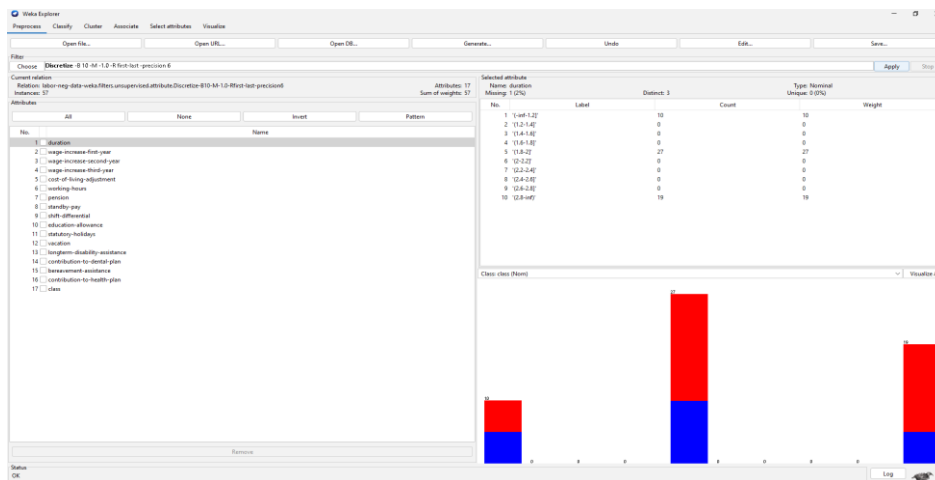 Weka Explorer
Preprocess Classify Cluster Associate Select attributes Visualize
Open file... Open URL... Open DB... Generate... Undo Edit... Save...
Filter
Choose Discretize -B 10 -M -1.0 -R first-last -precision 6 Apply Stop
Current relation
Relation: labor-neg-data-weka.filters.unsupervised.attribute.Discretize-B10-M-1.0-Rfirst-last-precision6 Attributes: 17
Instances: 57 Sum of weights: 57
Attributes
All None Invert Pattern
No. Name
1 duration
2 wage-increase-first-year
3 wage-increase-second-year
4 wage-increase-third-year
5 cost-of-living-adjustment
6 working-hours
7 pension
8 standby-pay
9 shift-differential
10 education-allowance
11 statutory-holidays
12 vacation
13 longterm-disability-assistance
14 contribution-to-dental-plan
15 bereavement-assistance
16 contribution-to-health-plan
17 class
Remove
Status
OK
Selected attribute
Name: duration Type: Nominal
Missing: 1 (2%) Distinct: 3 Unique: 0 (0%)
No. Label Count Weight
1 '(-inf-1.2]' 10 10
2 '(1.2-1.4]' 0 0
3 '(1.4-1.6]' 0 0
4 '(1.6-1.8]' 0 0
5 '(1.8-2]' 27 27
6 '(2-2.2]' 0 0
7 '(2.2-2.4]' 0 0
8 '(2.4-2.6]' 0 0
9 '(2.6-2.8]' 0 0
10 '(2.8-inf)' 19 19
Class: class (Nom) Visualize
27
19
10
0 0 0 0 0 0 0
Log